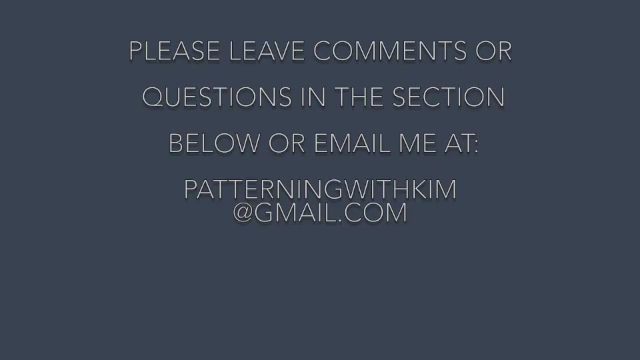 PLEASE LEAVE COMMENTS OR
QUESTIONS IN THE SECTION
BELOW OR EMAIL ME AT:
PATTERNINGWITHKIM
@GMAIL.COM